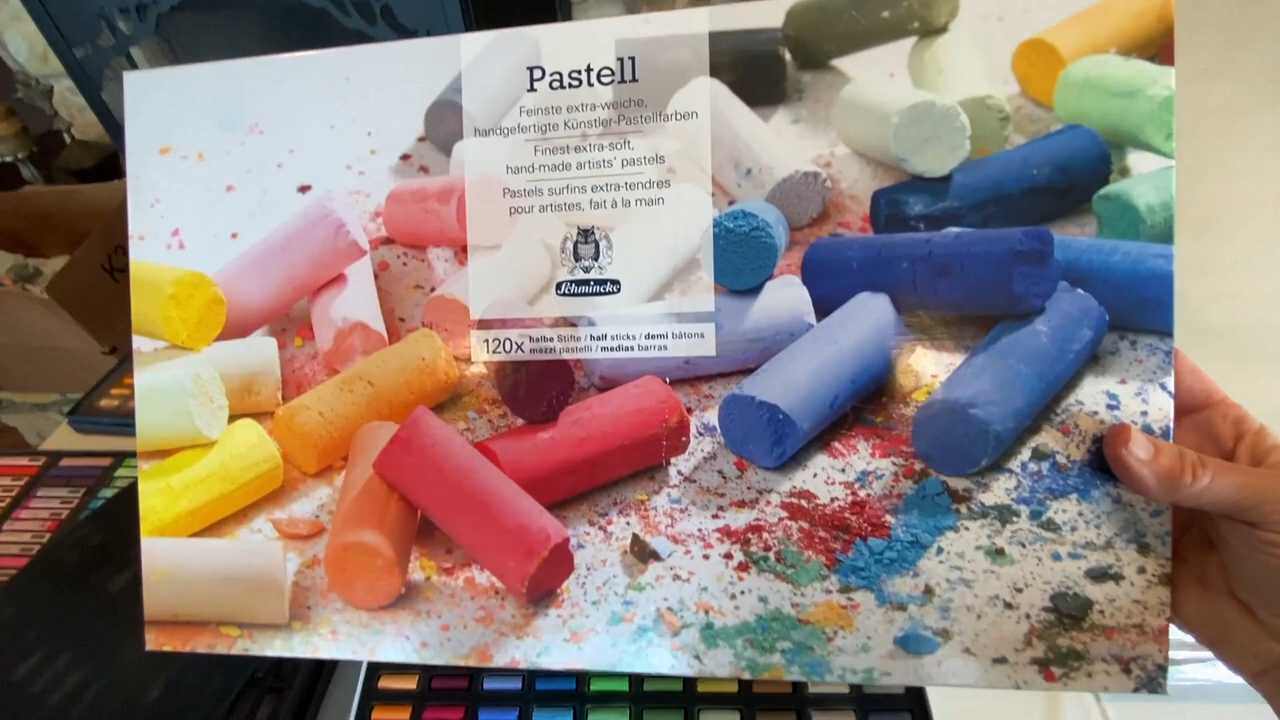 Pastell
Feinste extra-weiche,
handgefertigte Künstler-Pastellfarben
Finest extra-soft,
hand-made artists' pastels
Pastels surfins extra-tendres
pour artistes, fait à la main
Schmincke
120x halbe Stifte / half sticks / demi bâtons
mezzi pastelli / medias barras